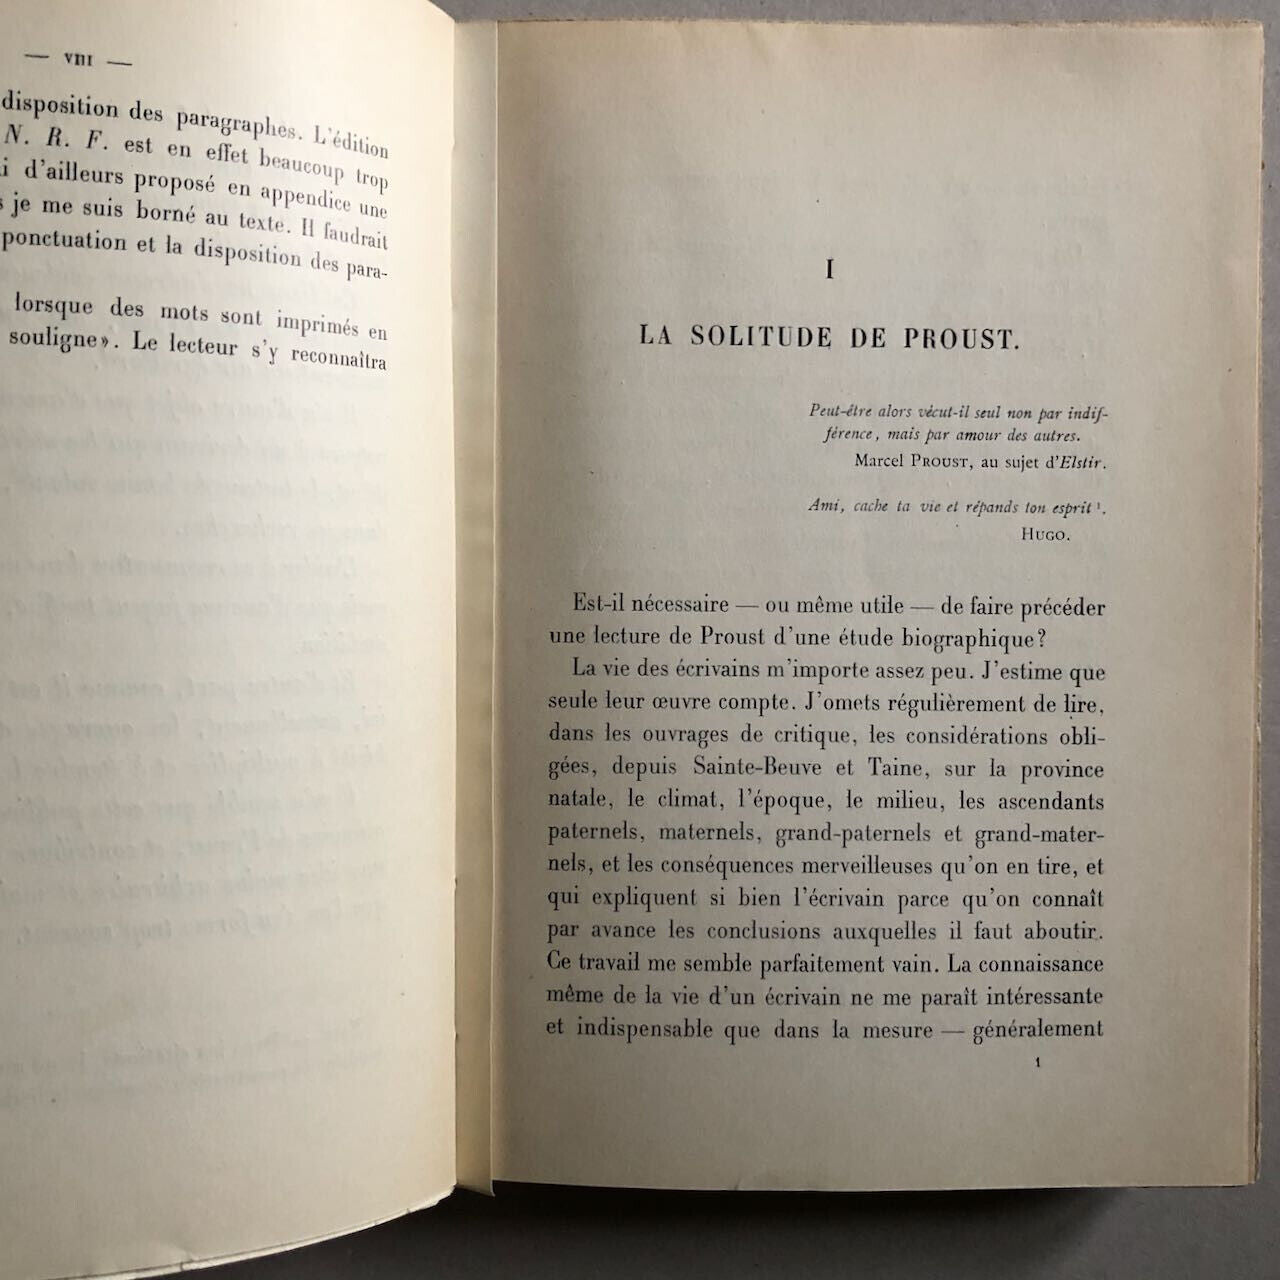 — VIII —
disposition des paragraphes. L'édition
N. R. F. est en effet beaucoup trop
d'ailleurs proposé en appendice une
je me suis borné au texte. Il faudrait
ponctuation et la disposition des para-
lorsque des mots sont imprimés en
souligne». Le lecteur s'y reconnaîtra
I
LA SOLITUDE DE PROUST.
Peut-être alors vécut-il seul non par indif-
férence, mais par amour des autres.
Marcel PROUST, au sujet d'Elstir.
Ami, cache ta vie et répands ton esprit¹.
HUGO.
Est-il nécessaire — ou même utile — de faire précéder
une lecture de Proust d'une étude biographique?
La vie des écrivains m'importe assez peu. J'estime que
seule leur œuvre compte. J'omets régulièrement de lire,
dans les ouvrages de critique, les considérations obli-
gées, depuis Sainte-Beuve et Taine, sur la province
natale, le climat, l'époque, le milieu, les ascendants
paternels, maternels, grand-paternels et grand-mater-
nels, et les conséquences merveilleuses qu'on en tire, et
qui expliquent si bien l'écrivain parce qu'on connaît
par avance les conclusions auxquelles il faut aboutir.
Ce travail me semble parfaitement vain. La connaissance
même de la vie d'un écrivain ne me paraît intéressante
et indispensable que dans la mesure — généralement
1